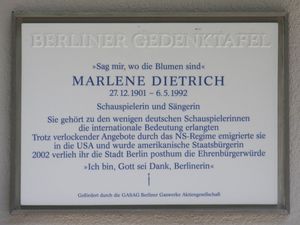 BERLINER GEDENKTAFEL
»Sag mir, wo die Blumen sind«
MARLENE DIETRICH
27. 12. 1901 – 6. 5. 1992
Schauspielerin und Sängerin
Sie gehört zu den wenigen deutschen Schauspielerinnen
die internationale Bedeutung erlangten
Trotz verlockender Angebote durch das NS-Regime emigrierte sie
in die USA und wurde amerikanische Staatsbürgerin
2002 verlieh ihr die Stadt Berlin posthum die Ehrenbürgerwürde
»Ich bin, Gott sei Dank, Berlinerin«
Gefördert durch die GASAG Berliner Gaswerke Aktiengesellschaft